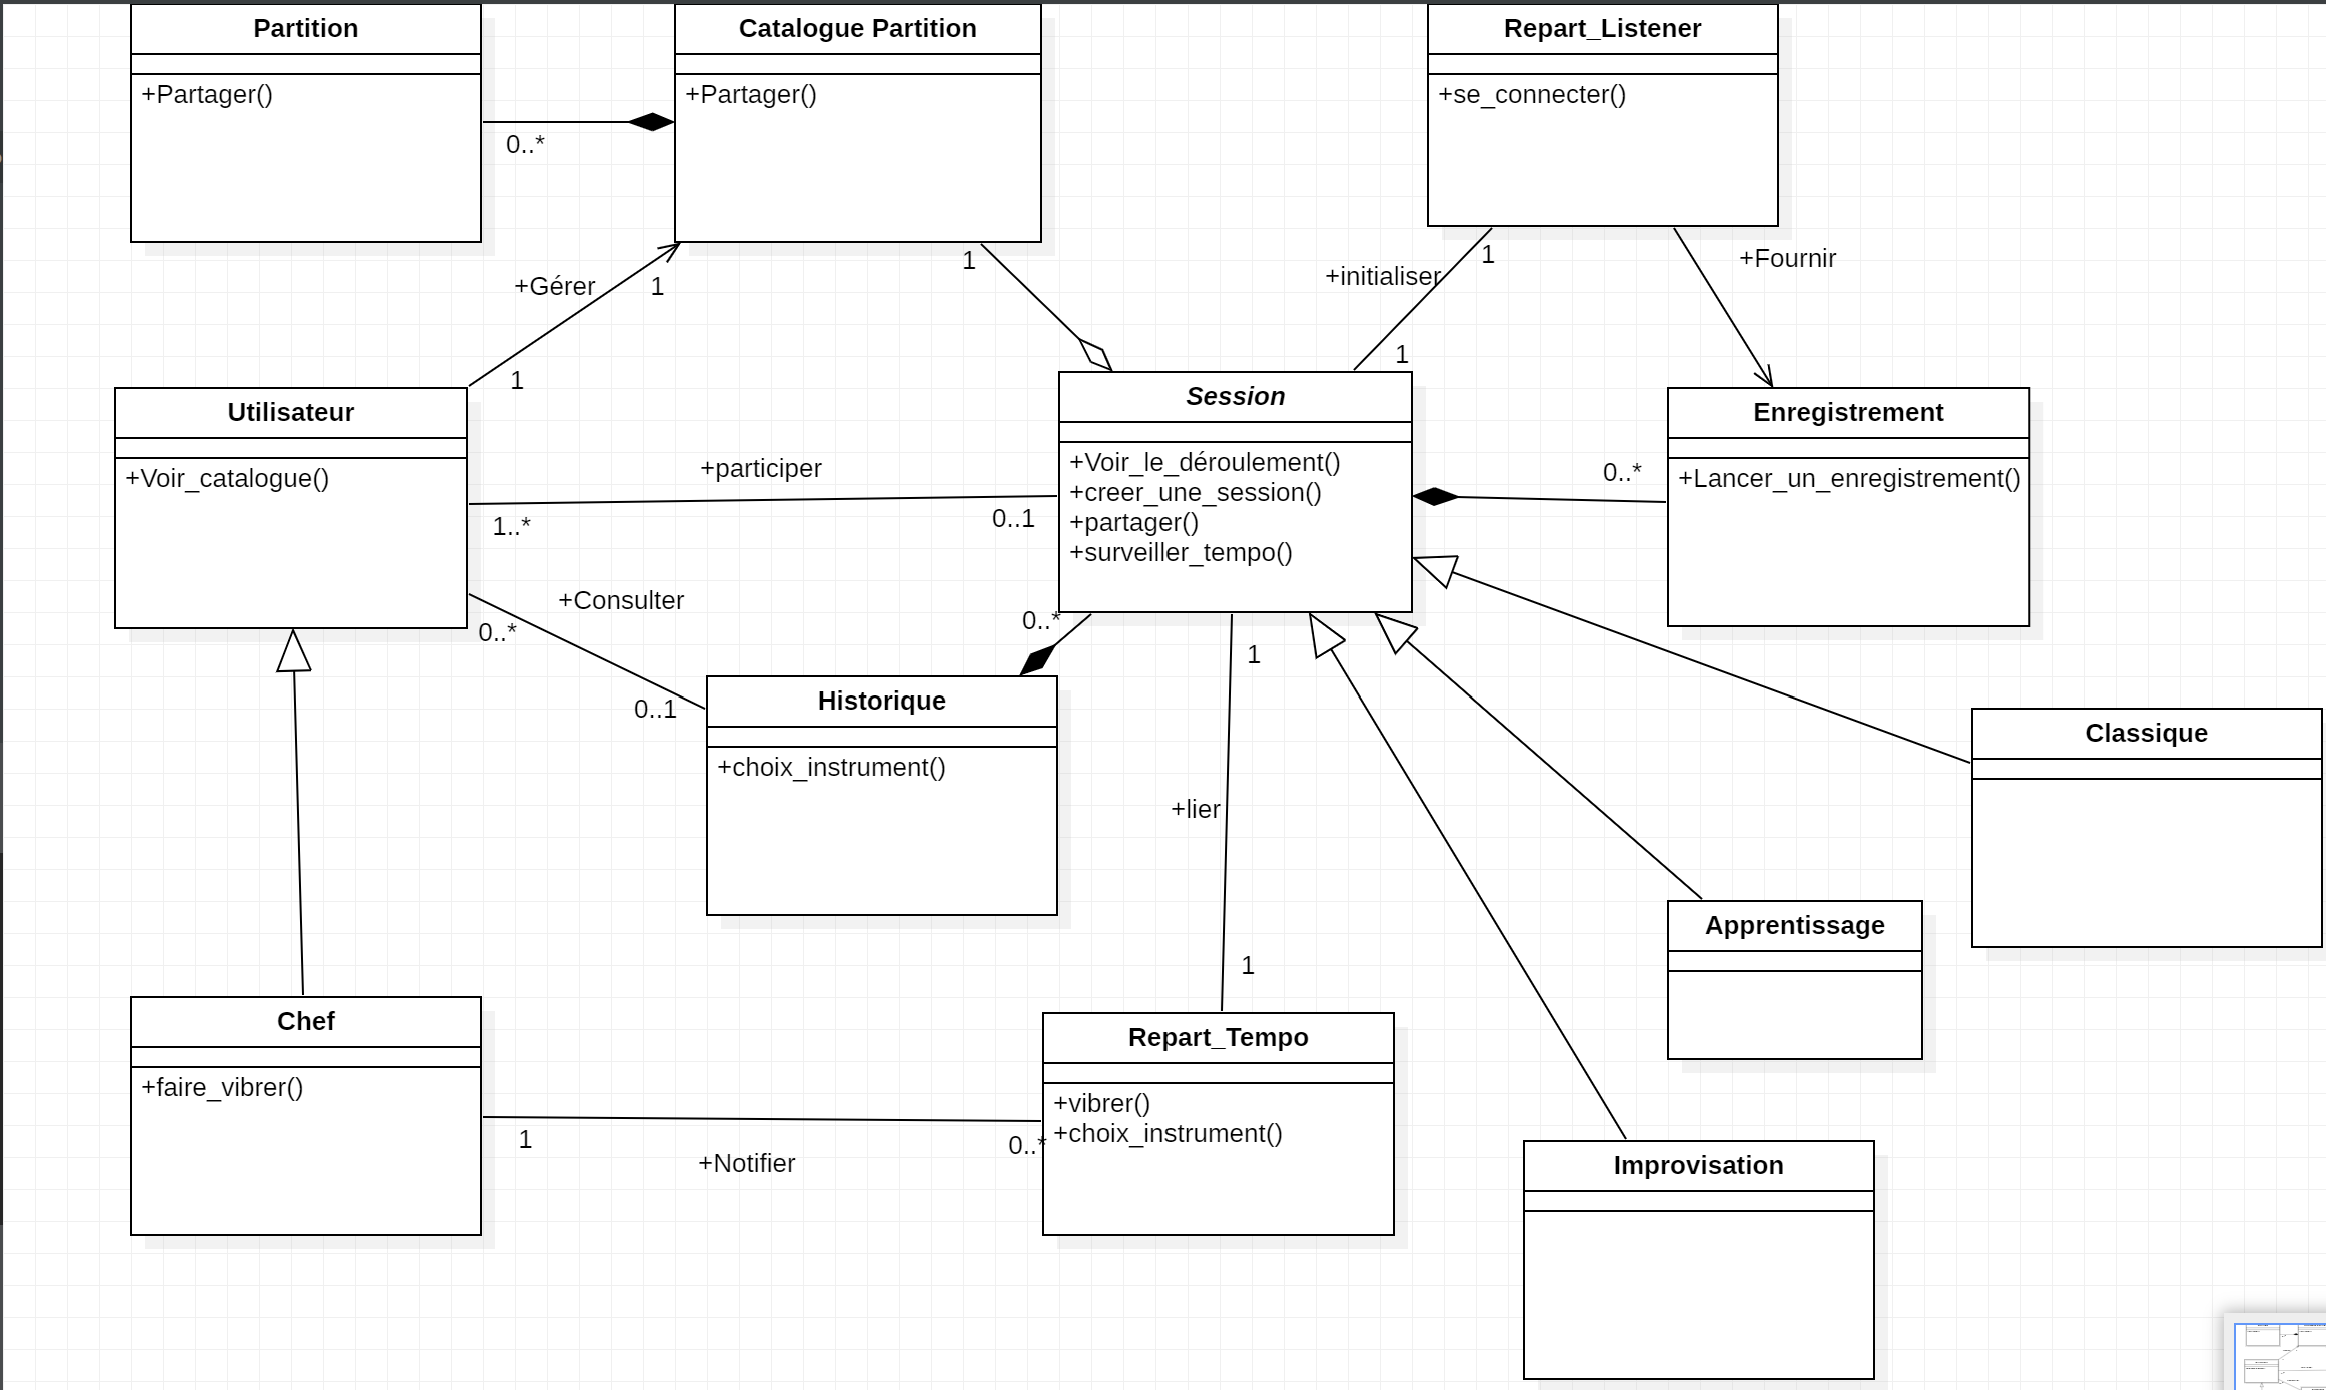 Partition
+Partager()
0..*
Catalogue Partition
+Partager()
Repart_Listener
+se_connecter()
+Gérer
1
1
1
+initialiser
1
1
+Fournir
Utilisateur
+Voir_catalogue()
+participer
1..*
0..1
Session
+Voir_le_déroulement()
+creer_une_session()
+partager()
+surveiller_tempo()
0..*
Enregistrement
+Lancer_un_enregistrement()
+Consulter
0..*
0..1
0..*
Historique
+choix_instrument()
1
+lier
1
Classique
Apprentissage
Chef
+faire_vibrer()
1
+Notifier
0..*
Repart_Tempo
+vibrer()
+choix_instrument()
Improvisation